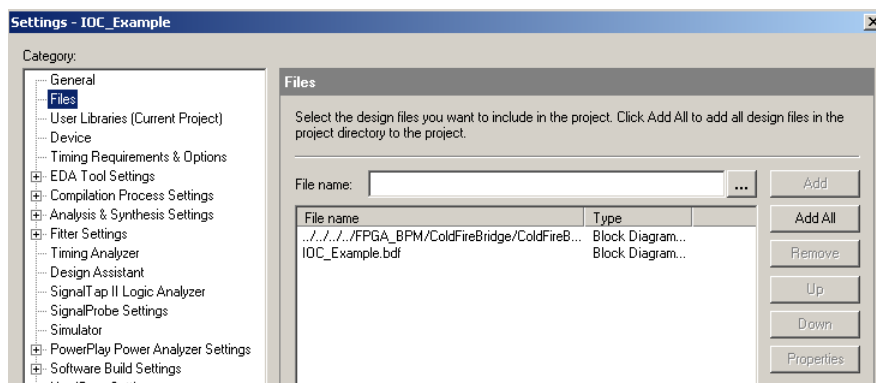 Settings - IOC_Example
Category:
General
Files
User Libraries (Current Project)
Device
Timing Requirements & Options
EDA Tool Settings
Compilation Process Settings
Analysis & Synthesis Settings
Fitter Settings
Timing Analyzer
Design Assistant
SignalTap II Logic Analyzer
SignalProbe Settings
Simulator
PowerPlay Power Analyzer Settings
Software Build Settings
Files
Select the design files you want to include in the project. Click Add All to add all design files in the
project directory to the project.
File name:
...
Add
File name Type
../../../../FPGA_BPM/ColdFireBridge/ColdFireB... Block Diagram...
IOC_Example.bdf Block Diagram...
Add All
Remove
Up
Down
Properties